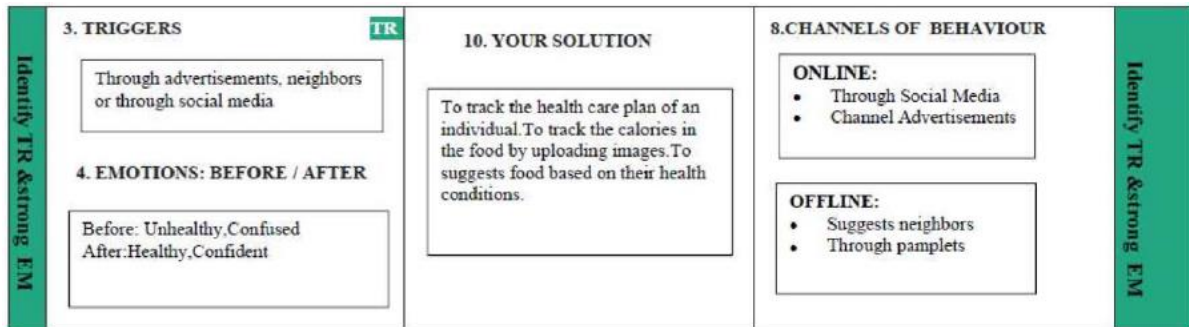 Identify TR &strong EM
3. TRIGGERS
TR
Through advertisements, neighbors
or through social media
4. EMOTIONS: BEFORE / AFTER
Before: Unhealthy,Confused
After:Healthy,Confident
10. YOUR SOLUTION
To track the health care plan of an
individual.To track the calories in
the food by uploading images.To
suggests food based on their health
conditions.
8.CHANNELS OF BEHAVIOUR
ONLINE:
• Through Social Media
• Channel Advertisements
OFFLINE:
• Suggests neighbors
• Through pamplets
Identify TR &strong EM